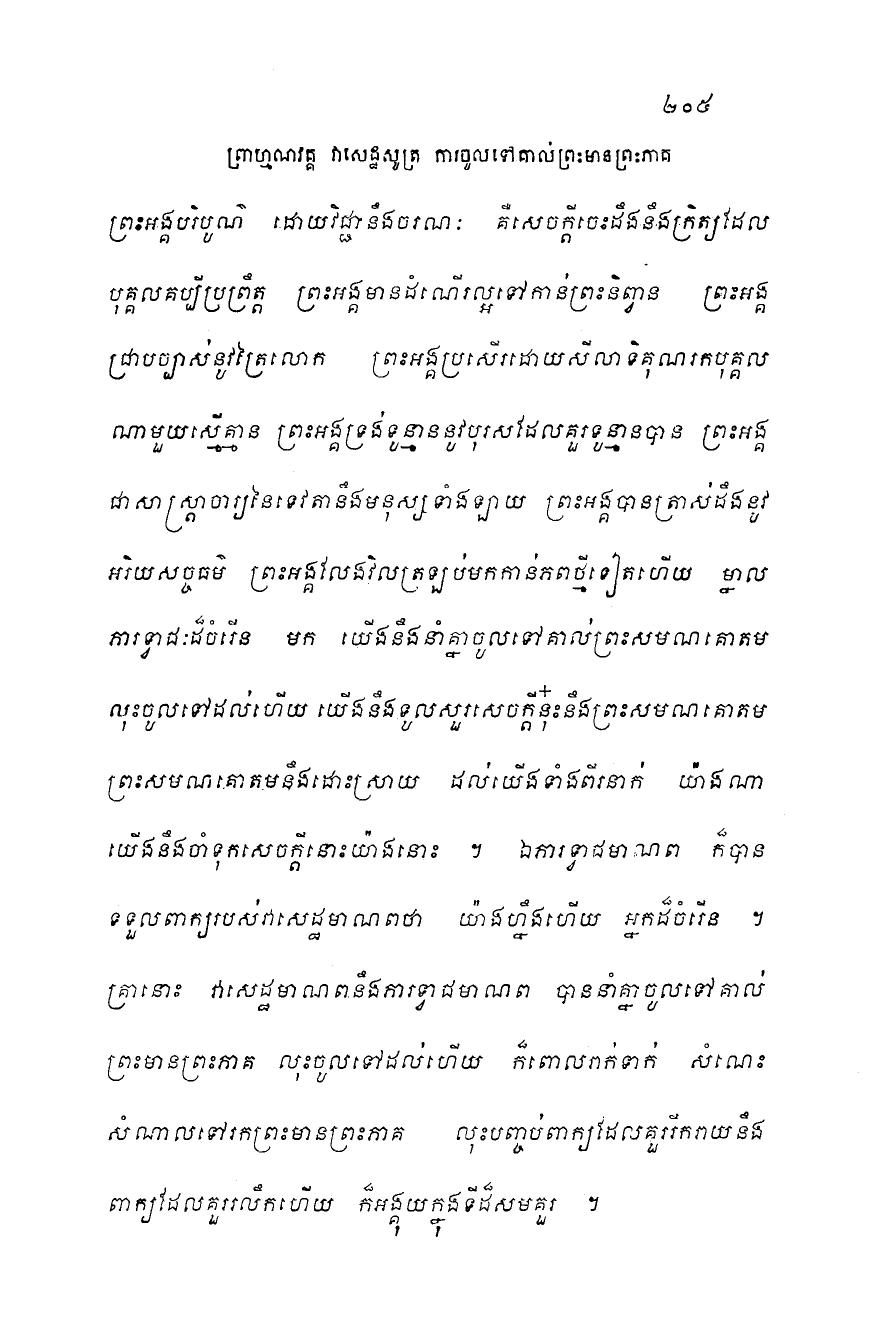 ២០៥
ព្រាហ្មណវគ្គ វាសេដ្ឋសូត្រ ការចូលទៅគាល់ព្រះមានព្រះភាគ
ព្រះអង្គបរិបូណ៌ ដោយវិជ្ជានឹងចរណៈ គឺសេចក្តីចេះដឹងនឹងក្រិត្យដែល
បុគ្គលគប្បីប្រព្រឹត្ត ព្រះអង្គមានដំណើរល្អទៅកាន់ព្រះនិព្វាន ព្រះអង្គ
ជ្រាបច្បាស់នូវត្រៃលោក ព្រះអង្គប្រសើរដោយសីលាទិគុណរកបុគ្គល
ណាមួយស្មើគ្មាន ព្រះអង្គទ្រង់ទូន្មាននូវបុរសដែលគួរទូន្មានបាន ព្រះអង្គ
ជាសាស្រ្តាចារ្យនៃទេវតានឹងមនុស្សទាំងឡាយ ព្រះអង្គបានត្រាស់ដឹងនូវ
អរិយសច្ចធម៌ ព្រះអង្គលែងវិលត្រឡប់មកកាន់ភពថ្មីទៀតហើយ ម្នាល
ភារទ្វាជៈដ៏ចំរើន មក យើងនឹងនាំគ្នាចូលទៅគាល់ព្រះសមណគោតម
លុះចូលទៅដល់ហើយ យើងនឹងទូលសួរសេចក្តីនុ៎ះនឹងព្រះសមណគោតម
ព្រះសមណគោតមនឹងដោះស្រាយ ដល់យើងទាំងពីរនាក់ យ៉ាងណា
យើងនឹងចាំទុកសេចក្តីនោះយ៉ាងនោះ ។ ឯភារទ្វាជមាណព ក៏បាន
ទទួលពាក្យរបស់វាសេដ្ឋមាណពថា យ៉ាងហ្នឹងហើយ អ្នកដ៏ចំរើន ។
គ្រានោះ វាសេដ្ឋមាណពនឹងភារទ្វាជមាណព បាននាំគ្នាចូលទៅគាល់
ព្រះមានព្រះភាគ លុះចូលទៅដល់ហើយ ក៏ពោលរាក់ទាក់ សំណេះ
សំណាលទៅរកព្រះមានព្រះភាគ លុះបញ្ចប់ពាក្យដែលគួររីករាយនឹង
ពាក្យដែលគួររលឹកហើយ ក៏អង្គុយក្នុងទីដ៏សមគួរ ។